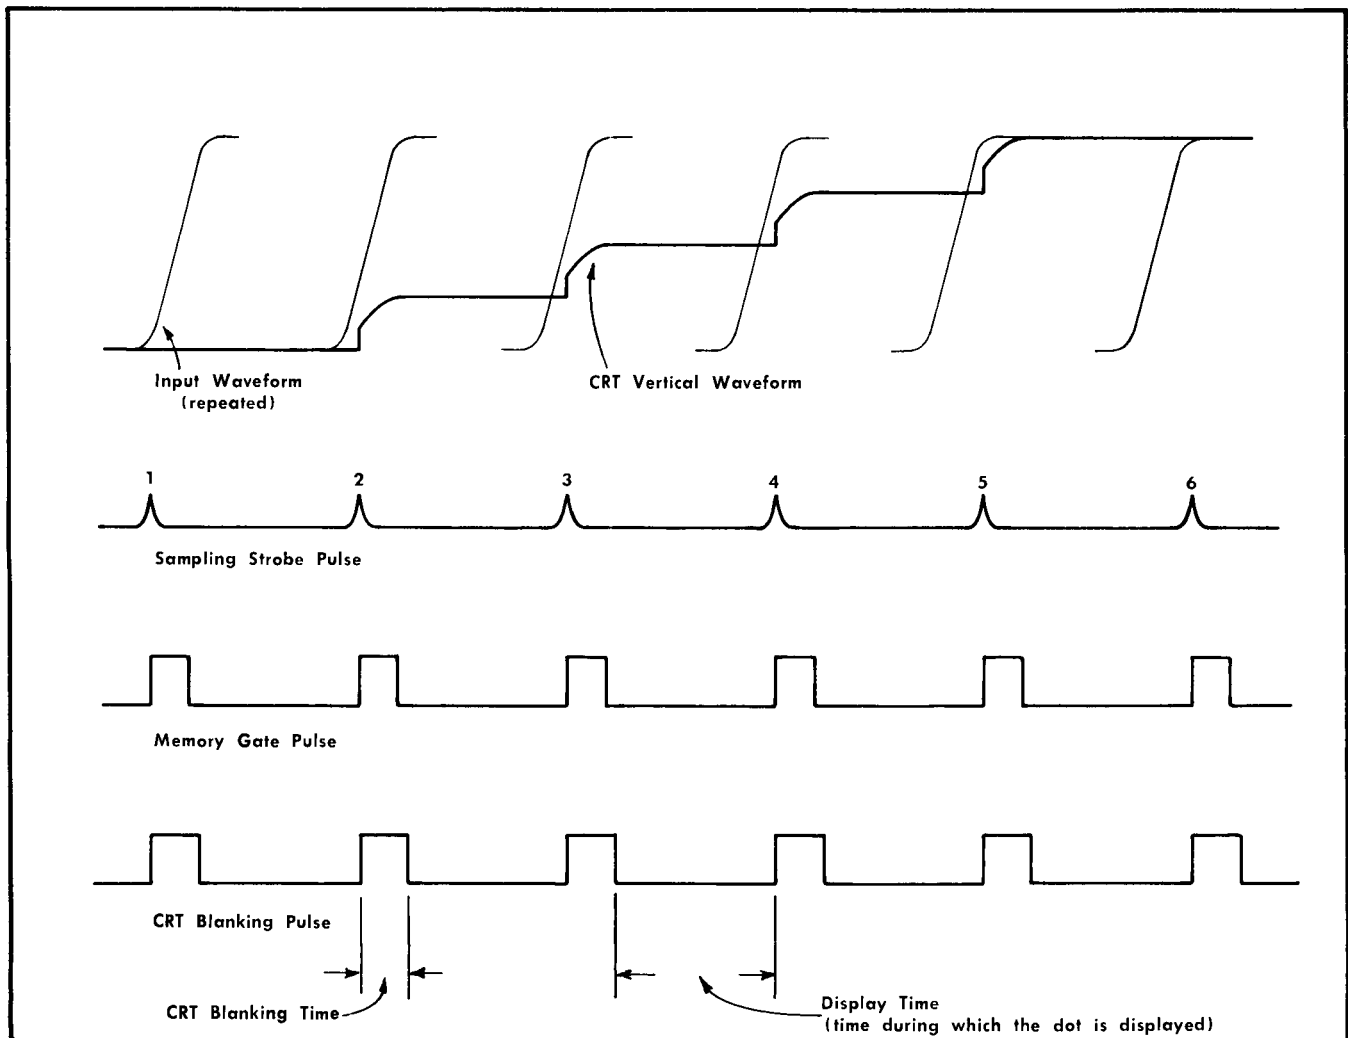 Input Waveform
(repeated)
CRT Vertical Waveform
1 2 3 4 5 6
Sampling Strobe Pulse
Memory Gate Pulse
CRT Blanking Pulse
CRT Blanking Time
Display Time
(time during which the dot is displayed)